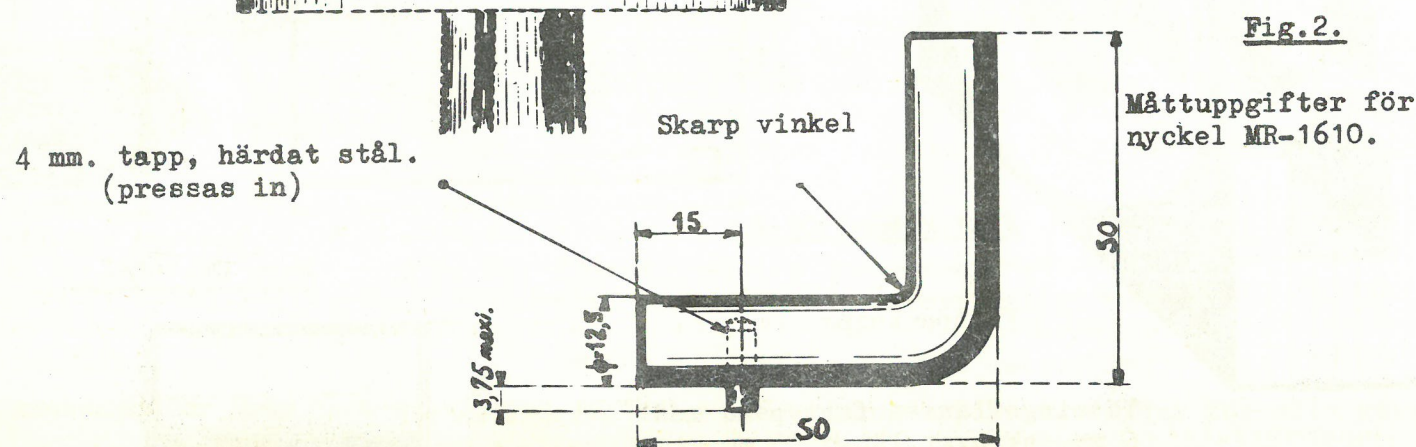 Fig.2.
Måttuppgifter för
nyckel MR-1610.
Skarp vinkel
4 mm. tapp, härdat stål.
(pressas in)
15.
50
ϕ=12,5
3,75 maxi.
50